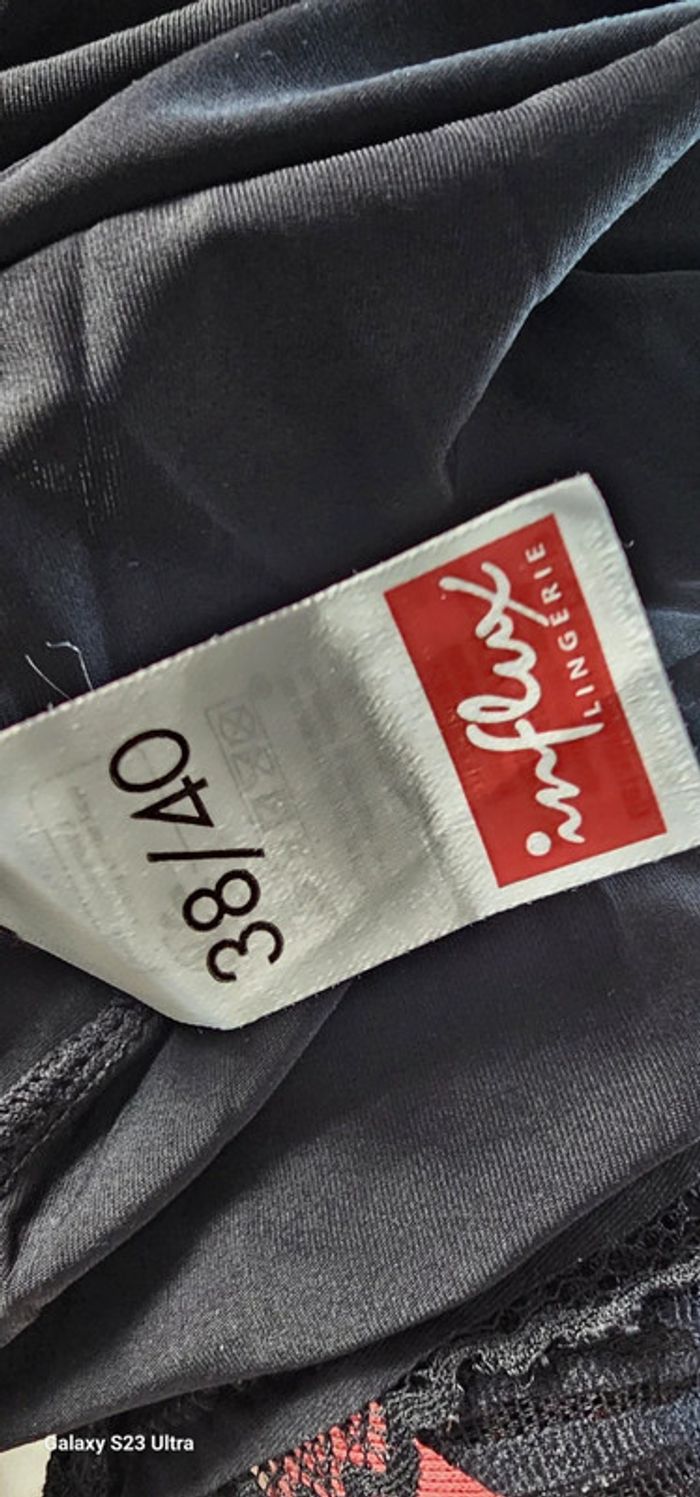 influx
LINGERIE
38/40
Galaxy S23 Ultra